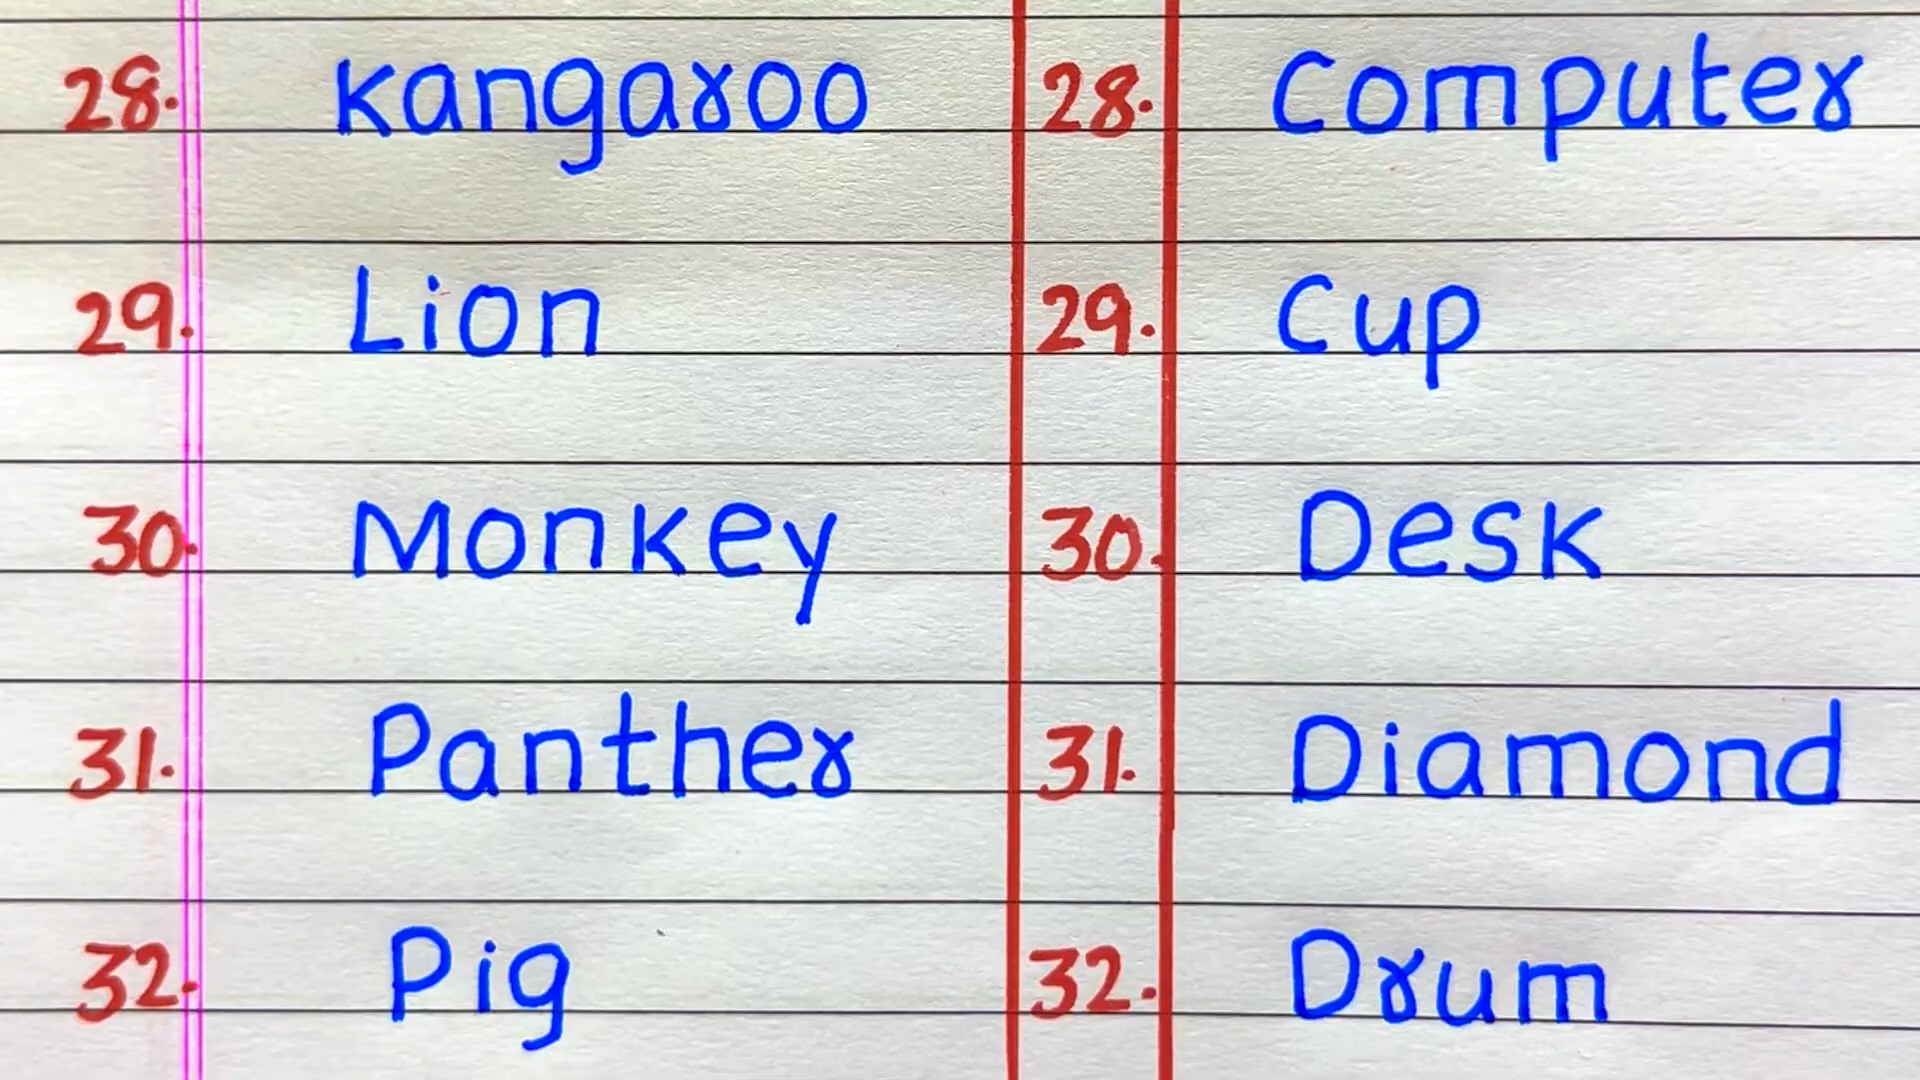 28. Kangaroo 28. Computer
29. Lion 29. Cup
30. Monkey 30. Desk
31. Panther 31. Diamond
32. Pig 32. Drum